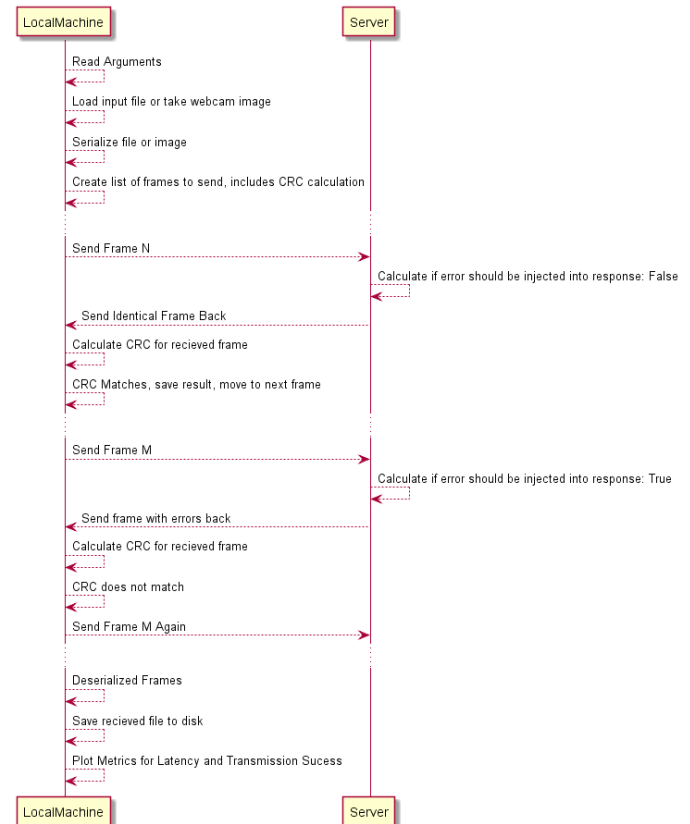 LocalMachine
Server
Read Arguments
Load input file or take webcam image
Serialize file or image
Create list of frames to send, includes CRC calculation
Send Frame N
Calculate if error should be injected into response: False
Send Identical Frame Back
Calculate CRC for recieved frame
CRC Matches, save result, move to next frame
Send Frame M
Calculate if error should be injected into response: True
Send frame with errors back
Calculate CRC for recieved frame
CRC does not match
Send Frame M Again
Deserialized Frames
Save recieved file to disk
Plot Metrics for Latency and Transmission Sucess
LocalMachine
Server